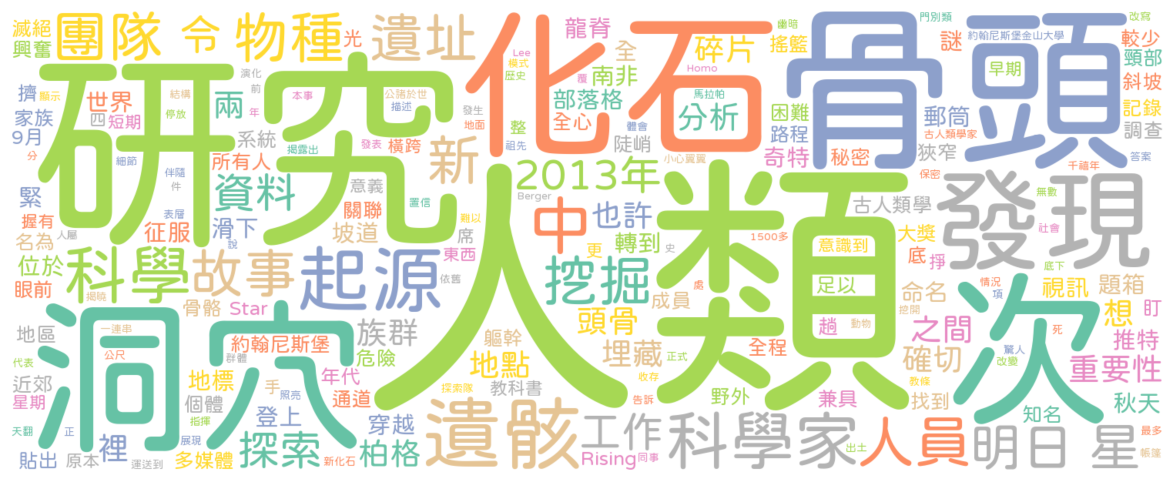 滅絕
興奮
團隊
令
物種
光
遺址
龍脊
全
碎片
搖籃
謎
早期
較少
頸部
斜坡
門別類
改寫
約翰尼斯堡金山大學
骨頭
化石
研究
人類
擠
顯示
世界
家族
四
短期
9月
分
結構
停放
演化
前
年
兩
系統
本事
揭露出
公諸於世
描述
橫跨
發表
Lee
模式
歷史
覆
發生
地面
祖先
部落格
全心
南非
Homo
馬拉帕
分析
體會
整
陡峭
小心翼翼
困難
路程
奇特
郵筒
古人類學家
秘密
狹窄
保密
記錄
調查
答案
千禧年
無數
社會
發現
緊
細節
伴隨
件
所有人
資料
意義
關聯
置信
新
2013年
Berger
中
也許
轉到
更
史
1500多
古人類學
意識到
大獎
底
掙
底下
握有
表層
名為
人屬
征服
滑下
說
坡道
難以
席
東西
依舊
位於
眼前
科學
揭曉
故事
起源
挖掘
成員
處
趟
足以
情況
項
命名
挖開
視訊
題箱
想
盯
骨骼
Star
頭骨
之間
推特
地區
一連串
洞穴
約翰尼斯堡
族群
軀幹
地點
埋藏
全程
動物
次
驚人
改變
確切
重要性
代表
公尺
群體
危險
正式
死
近郊
星期
個體
地標
手
年代
通道
照亮
探索隊
教科書
收存
告訴
野外
兼具
教條
找到
知名
秋天
天翻
正
指揮
登上
穿越
遺骸
工作
科學家
人員
明日
星
最多
帳篷
貼出
原本
裡
運送到
展現
多媒體
探索
新化石
柏格
Rising
同事
出土